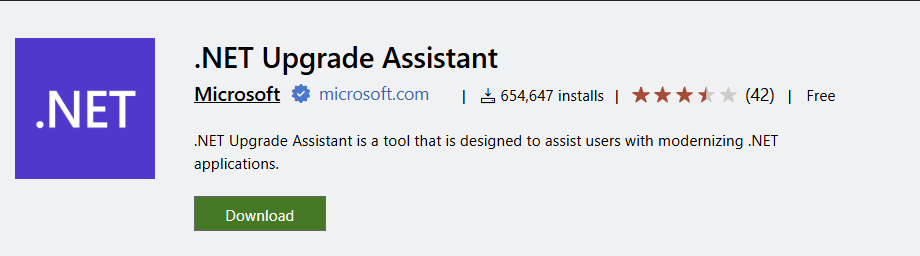 .NET
.NET Upgrade Assistant
Microsoft microsoft.com | 654,647 installs | (42) | Free
.NET Upgrade Assistant is a tool that is designed to assist users with modernizing .NET
applications.
Download